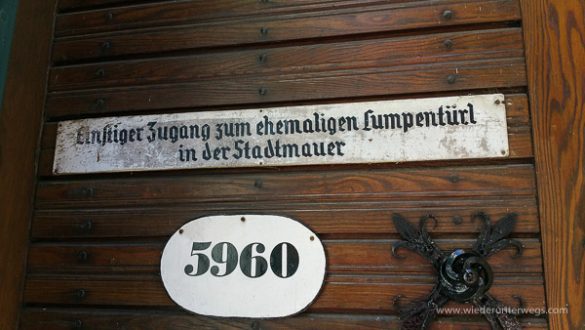 Einstiger Zugang zum ehemaligen Lumpentürl
in der Stadtmauer
5960
www.wiederunterwegs.com